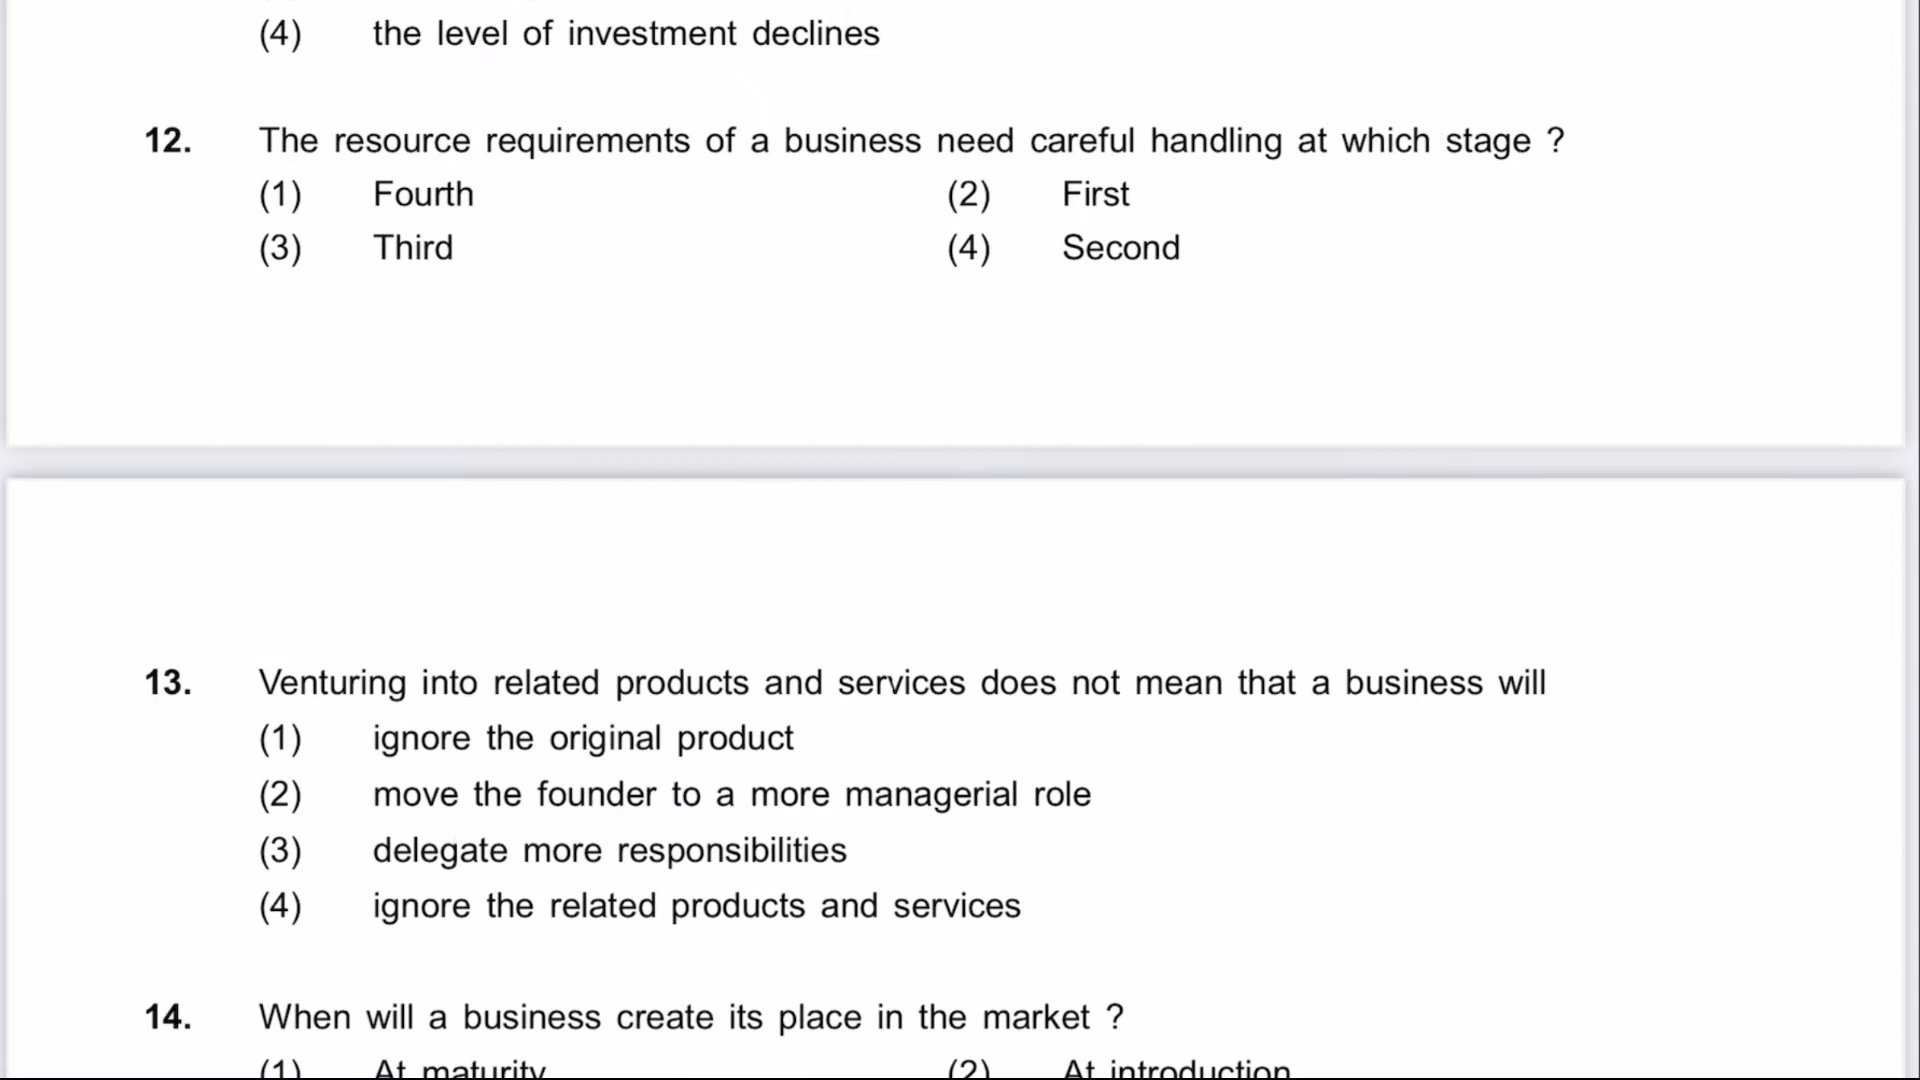 (4) the level of investment declines
12. The resource requirements of a business need careful handling at which stage ?
(1) Fourth (2) First
(3) Third (4) Second
13. Venturing into related products and services does not mean that a business will
(1) ignore the original product
(2) move the founder to a more managerial role
(3) delegate more responsibilities
(4) ignore the related products and services
14. When will a business create its place in the market ?
(1) At maturity (2) At introduction